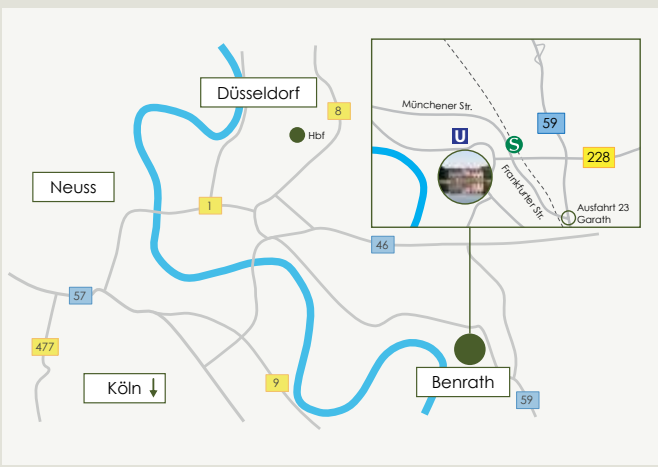 Düsseldorf
8
Hbf
Neuss
1
46
57
477
Köln
9
Benrath
59
Münchener Str.
U
S
59
228
Frankfurter Str.
Ausfahrt 23
Garath